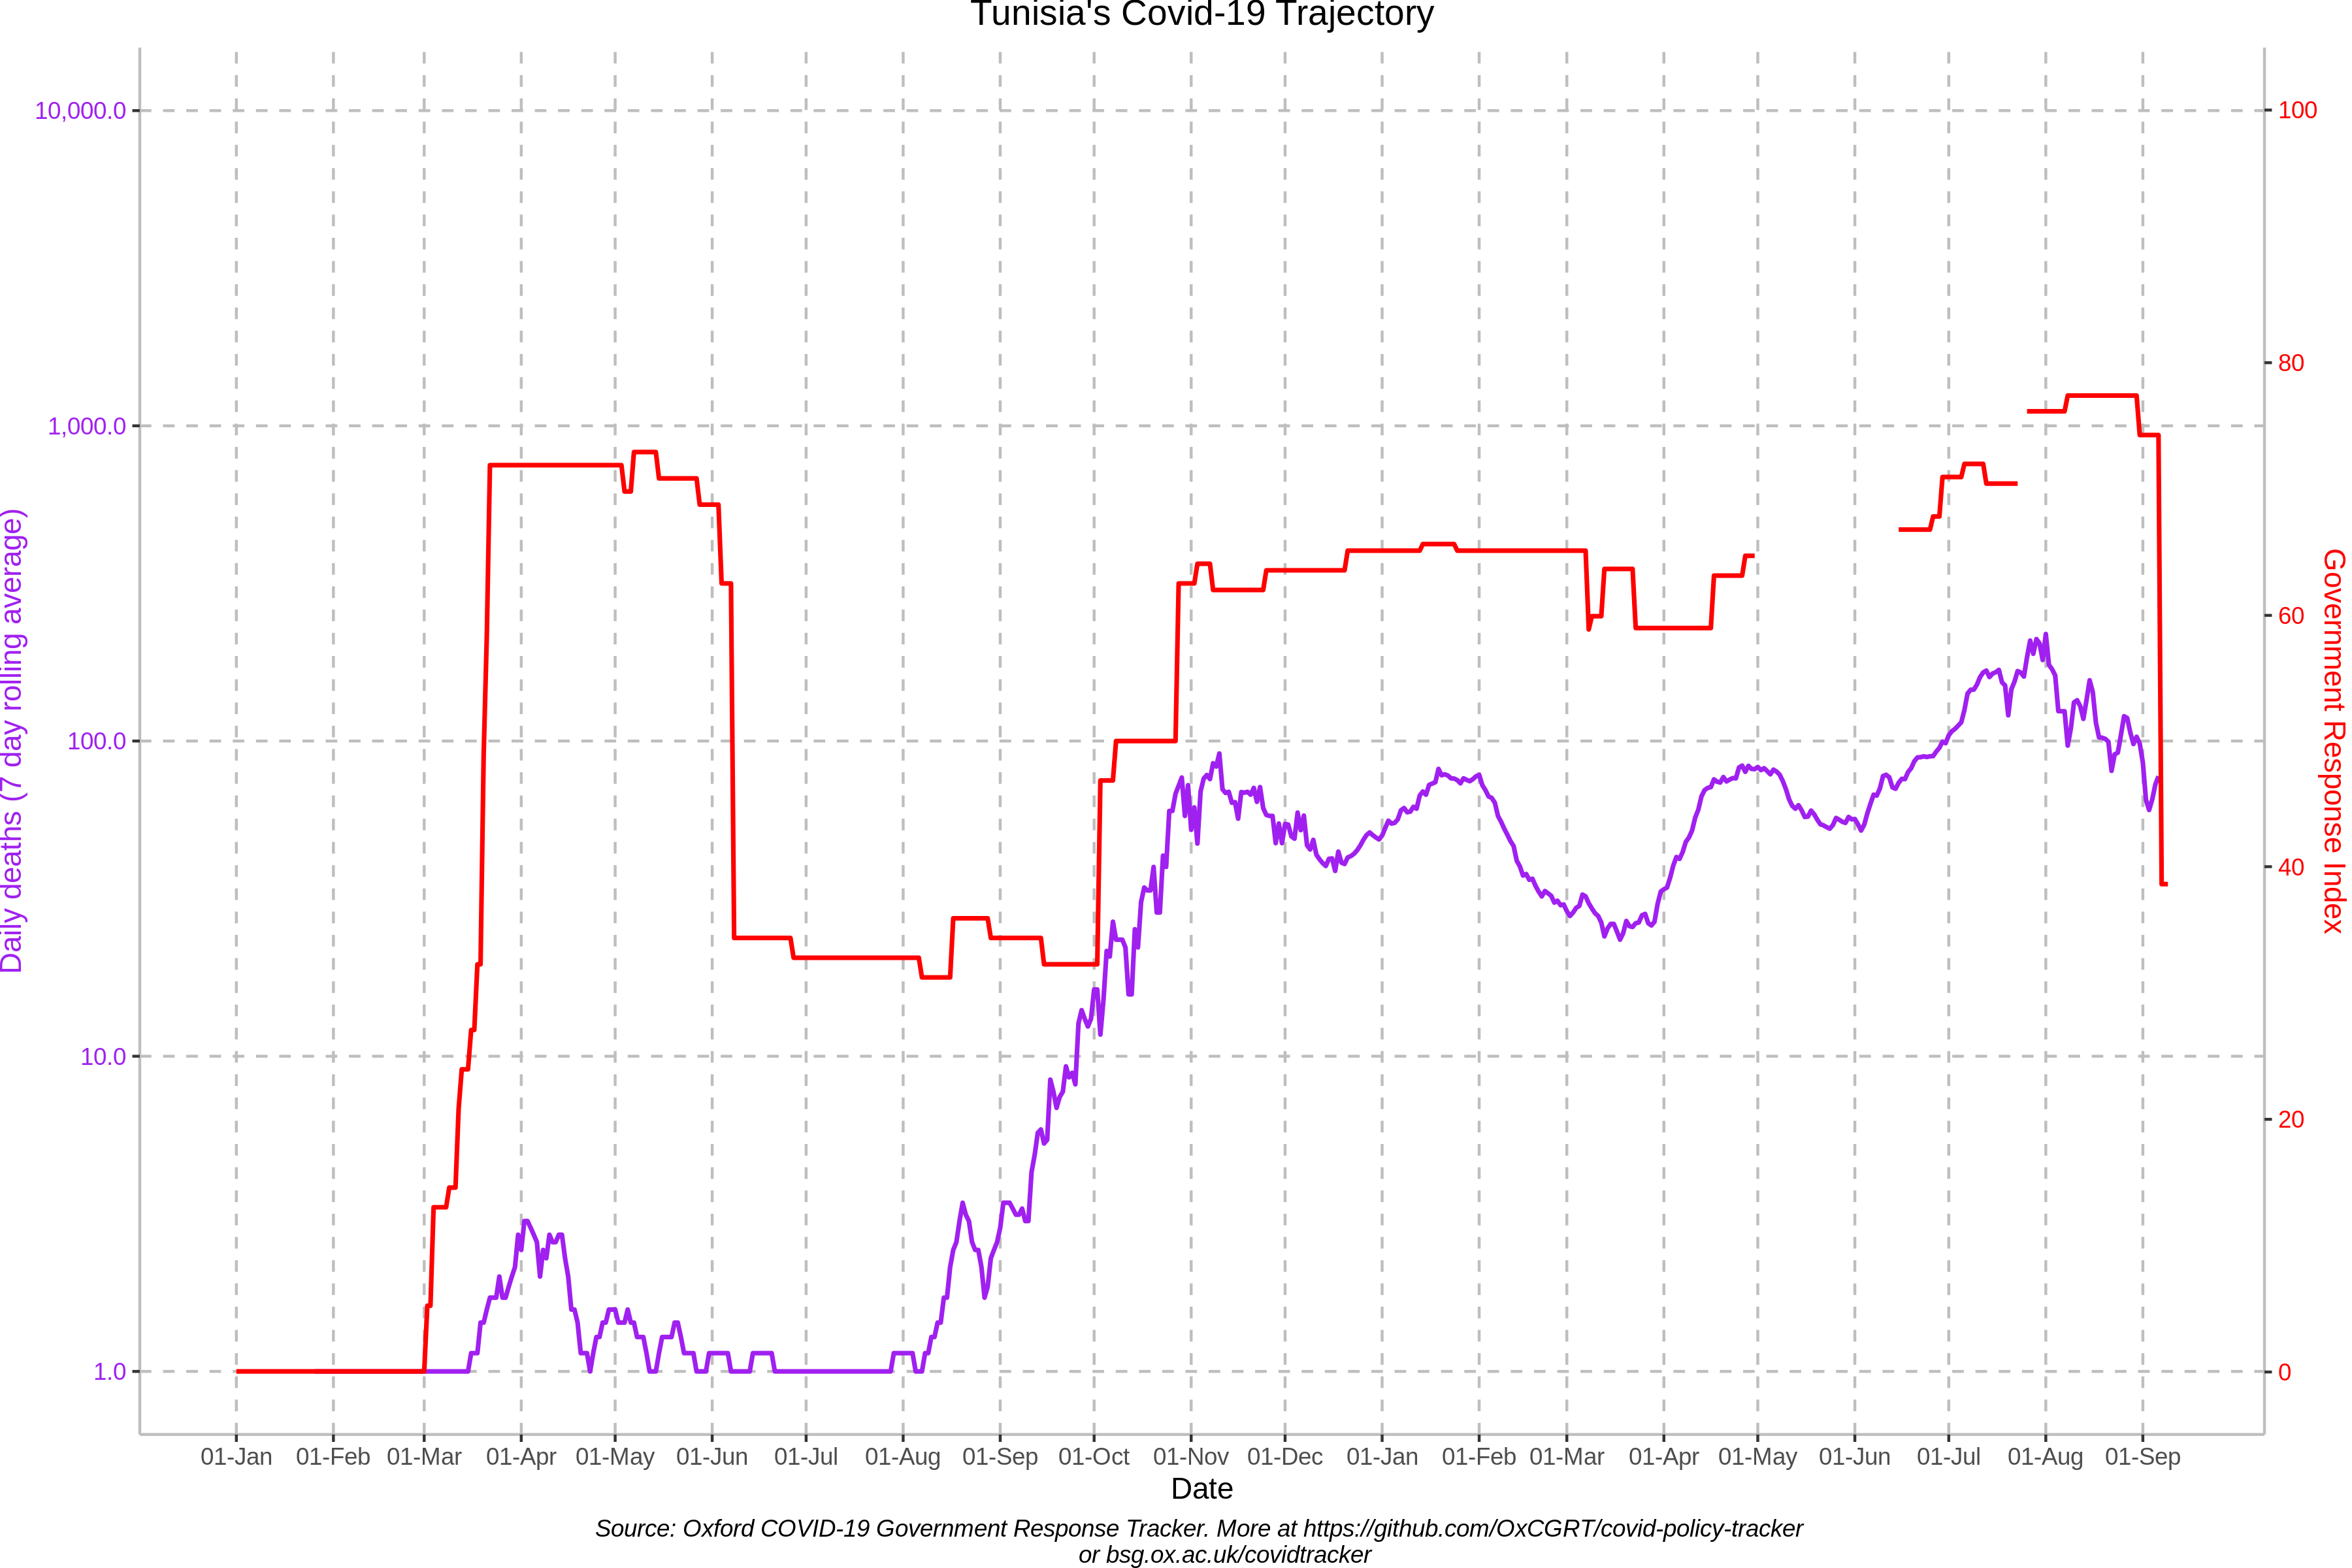 Tunisia's Covid-19 Trajectory
10,000.0
1,000.0
100.0
10.0
1.0
Daily deaths (7 day rolling average)
100
80
60
40
20
0
Government Response Index
01-Jan 01-Feb 01-Mar 01-Apr 01-May 01-Jun 01-Jul 01-Aug 01-Sep 01-Oct 01-Nov 01-Dec 01-Jan 01-Feb 01-Mar 01-Apr 01-May 01-Jun 01-Jul 01-Aug 01-Sep
Date
Source: Oxford COVID-19 Government Response Tracker. More at https://github.com/OxCGRT/covid-policy-tracker
or bsg.ox.ac.uk/covidtracker